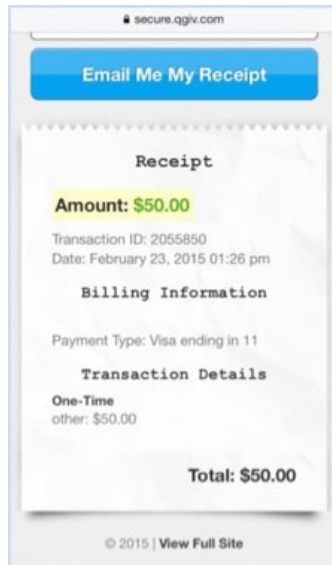 secure.qgiv.com
Email Me My Receipt
Receipt
Amount: $50.00
Transaction ID: 2055850
Date: February 23, 2015 01:26 pm
Billing Information
Payment Type: Visa ending in 11
Transaction Details
One-Time
other: $50.00
Total: $50.00
© 2015 | View Full Site